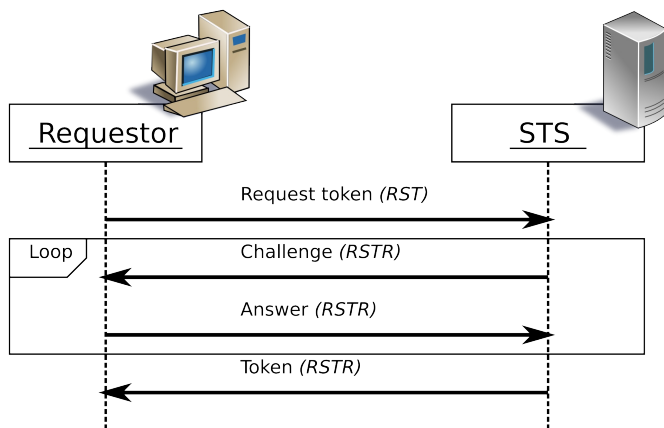 Requestor
STS
Request token (RST)
Loop
Challenge (RSTR)
Answer (RSTR)
Token (RSTR)